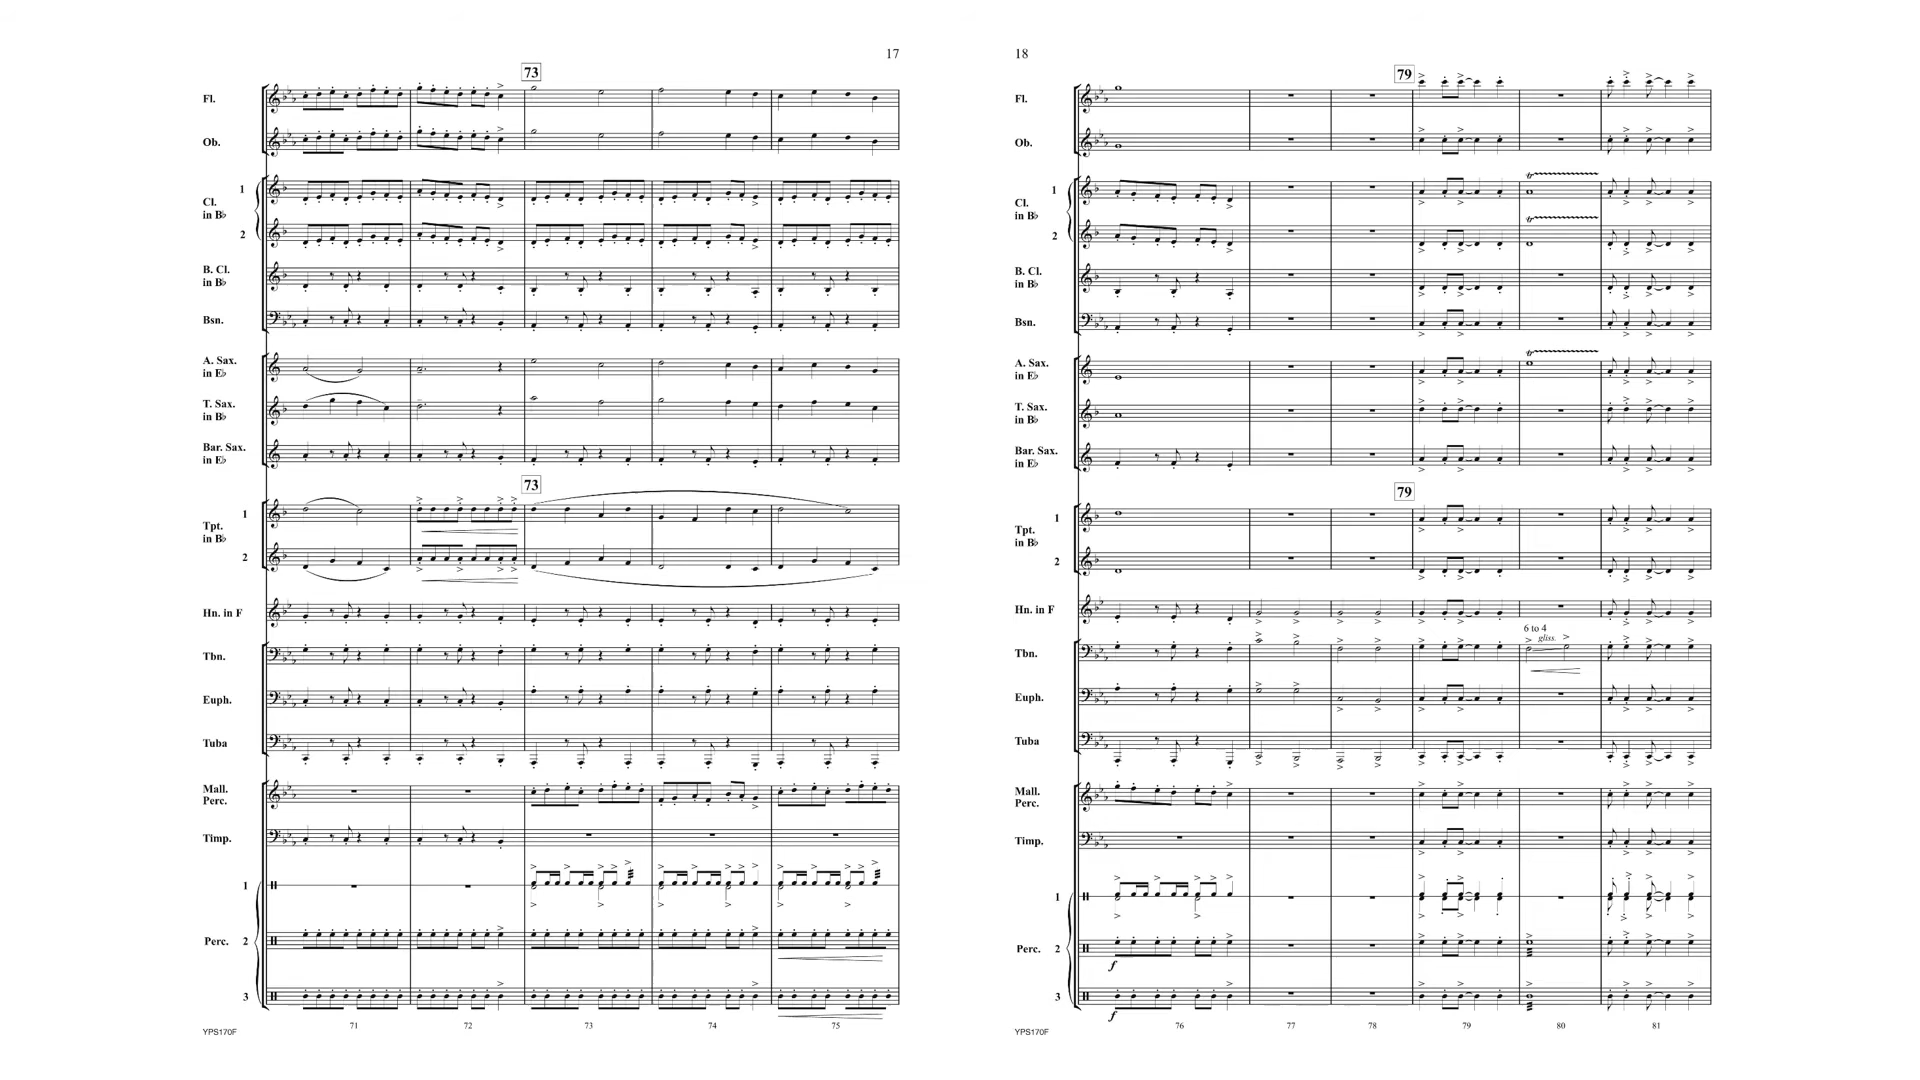 17
73
Fl.
Ob.
1
Cl.
in B♭
2
B. Cl.
in B♭
Bsn.
A. Sax.
in E♭
T. Sax.
in B♭
Bar. Sax.
in E♭
73
1
Tpt.
in B♭
2
Hn. in F
Tbn.
Euph.
Tuba
Mall.
Perc.
Timp.
1
Perc. 2
3
YPS170F 71 72 73 74 75
18
79
Fl.
Ob.
1
Cl.
in B♭
2
B. Cl.
in B♭
Bsn.
A. Sax.
in E♭
T. Sax.
in B♭
Bar. Sax.
in E♭
79
1
Tpt.
in B♭
2
Hn. in F
6 to 4
gliss.
Tbn.
Euph.
Tuba
Mall.
Perc.
Timp.
1
Perc. 2
f
3
f
YPS170F 76 77 78 79 80 81